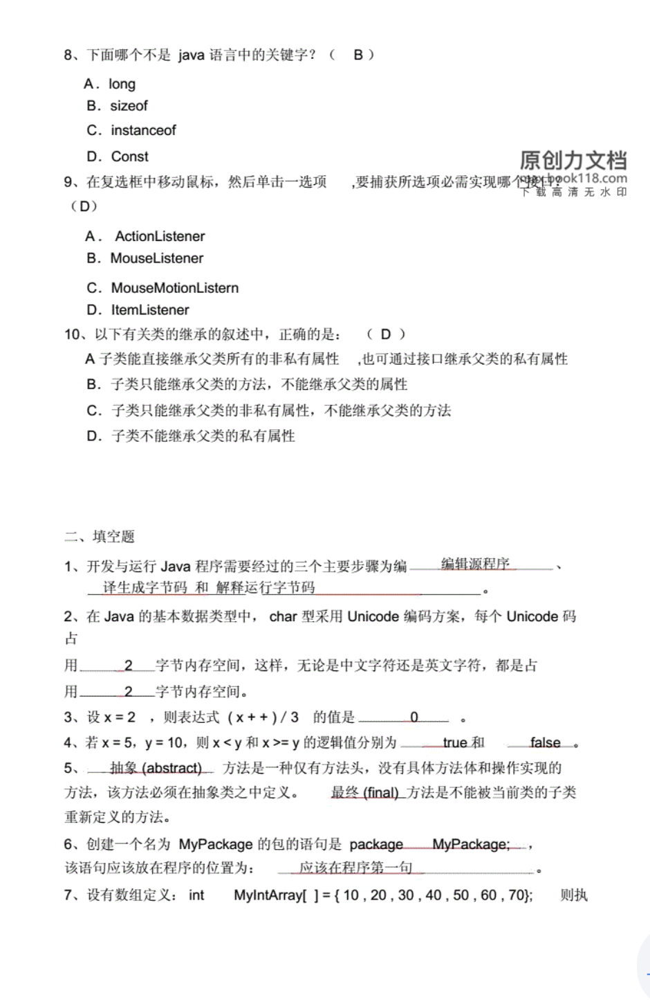 8、下面哪个不是 java 语言中的关键字？（ B ）
A．long
B．sizeof
C．instanceof
D．Const
原创力文档
max.book118.com
下载高清无水印
9、在复选框中移动鼠标，然后单击一选项 ,要捕获所选项必需实现哪个接口？
（D）
A． ActionListener
B．MouseListener
C．MouseMotionListern
D．ItemListener
10、以下有关类的继承的叙述中，正确的是： （ D ）
A 子类能直接继承父类所有的非私有属性 ,也可通过接口继承父类的私有属性
B．子类只能继承父类的方法，不能继承父类的属性
C．子类只能继承父类的非私有属性，不能继承父类的方法
D．子类不能继承父类的私有属性
二、填空题
1、开发与运行 Java 程序需要经过的三个主要步骤为编 编辑源程序 、
译生成字节码 和 解释运行字节码 。
2、在 Java 的基本数据类型中， char 型采用 Unicode 编码方案，每个 Unicode 码
占
用 2 字节内存空间，这样，无论是中文字符还是英文字符，都是占
用 2 字节内存空间。
3、设 x = 2 ，则表达式 ( x + + ) / 3 的值是 0 。
4、若 x = 5，y = 10，则 x < y 和 x >= y 的逻辑值分别为 true 和 false 。
5、 抽象 (abstract) 方法是一种仅有方法头，没有具体方法体和操作实现的
方法，该方法必须在抽象类之中定义。 最终 (final) 方法是不能被当前类的子类
重新定义的方法。
6、创建一个名为 MyPackage 的包的语句是 package MyPackage; ，
该语句应该放在程序的位置为： 应该在程序第一句 。
7、设有数组定义： int MyIntArray[ ] = { 10 , 20 , 30 , 40 , 50 , 60 , 70}; 则执